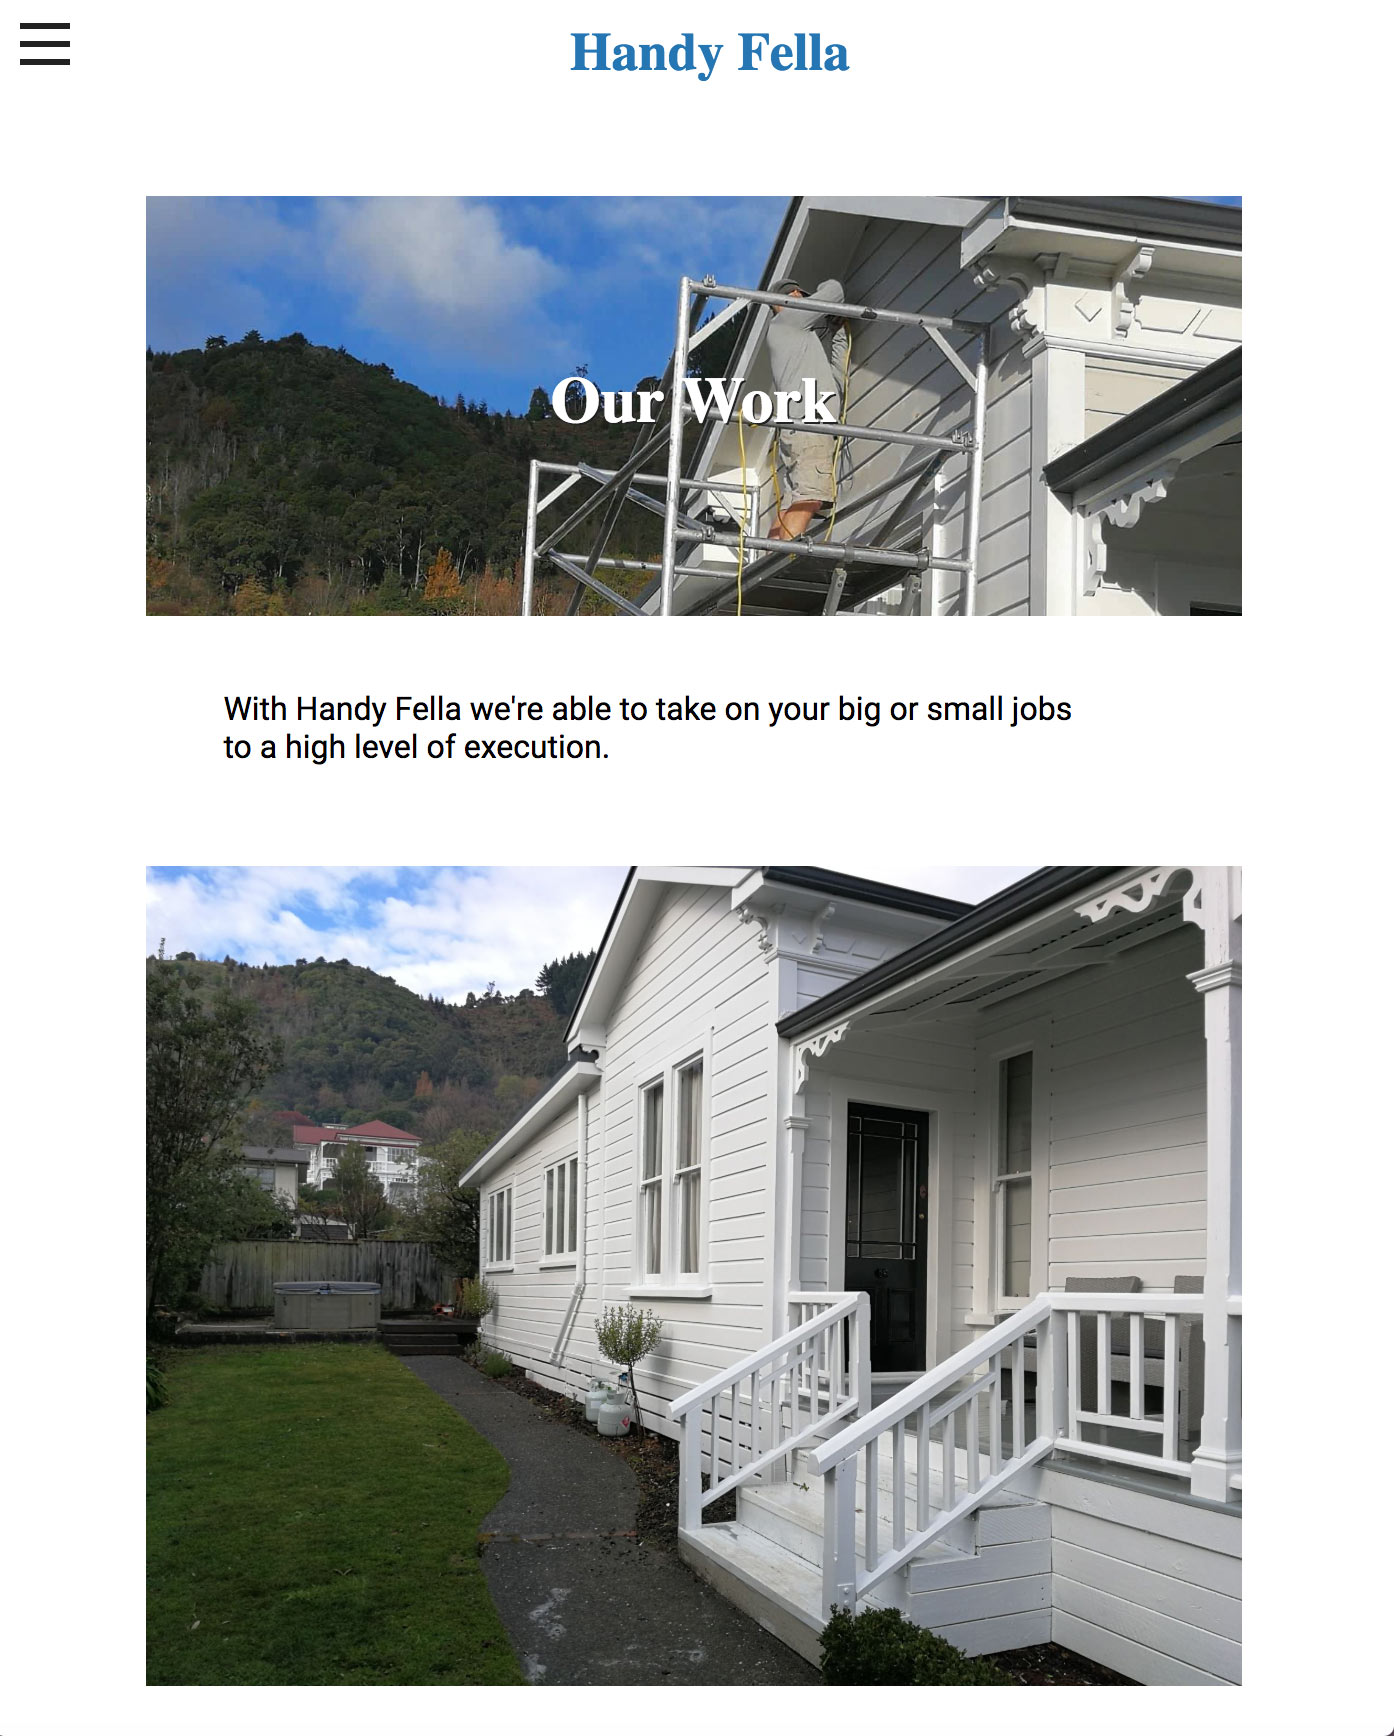 Handy Fella
Our Work
With Handy Fella we're able to take on your big or small jobs
to a high level of execution.